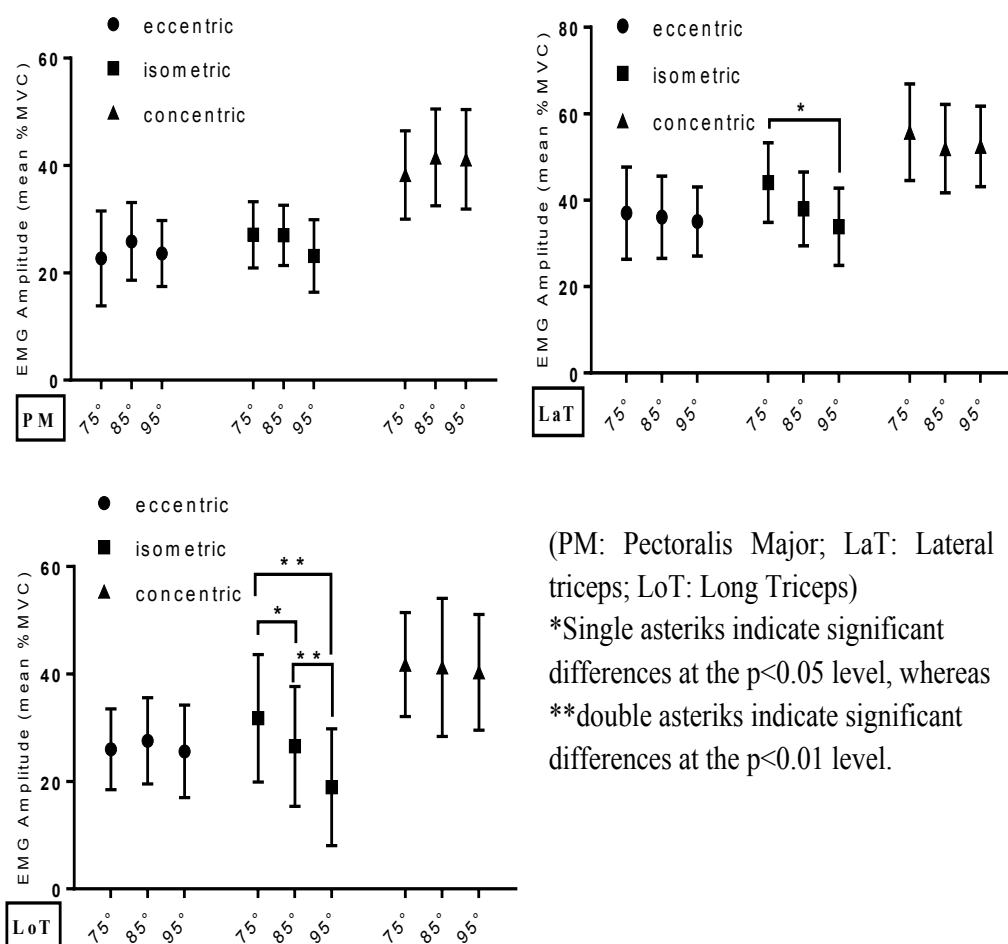 eccentric
isometric
concentric
EMG Amplitude (mean %MVC)
60
40
20
0
PM
75° 85° 95° 75° 85° 95° 75° 85° 95°
eccentric
isometric
concentric
*
EMG Amplitude (mean %MVC)
80
60
40
20
0
LaT
75° 85° 95° 75° 85° 95° 75° 85° 95°
eccentric
isometric
concentric
**
*
**
EMG Amplitude (mean %MVC)
60
40
20
0
LoT
75° 85° 95° 75° 85° 95° 75° 85° 95°
(PM: Pectoralis Major; LaT: Lateral
triceps; LoT: Long Triceps)
*Single asteriks indicate significant
differences at the p<0.05 level, whereas
**double asteriks indicate significant
differences at the p<0.01 level.